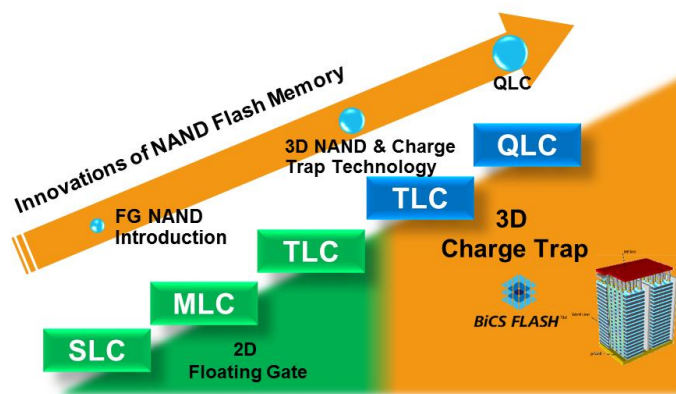 Innovations of NAND Flash Memory
QLC
3D NAND & Charge
Trap Technology
FG NAND
Introduction
QLC
TLC
TLC
MLC
SLC
3D
Charge Trap
BiCS FLASH™
2D
Floating Gate